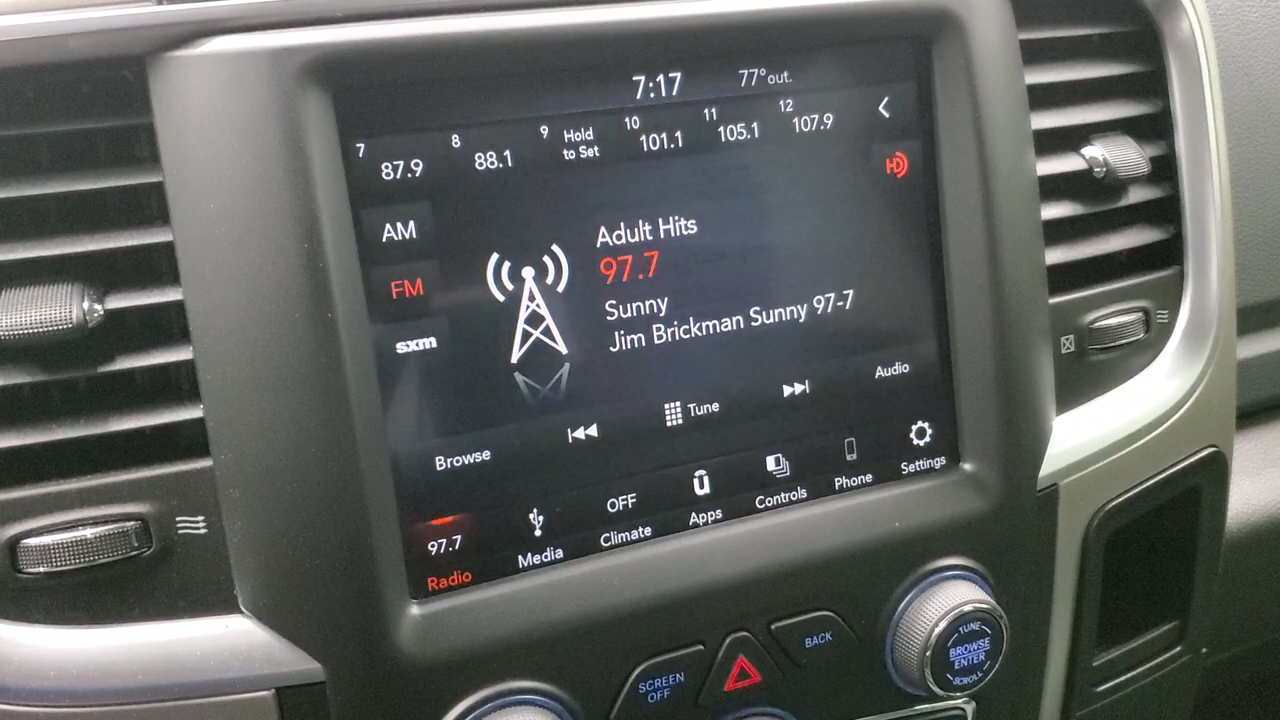 7:17
77° out.
7 87.9
8 88.1
9 Hold to Set
10 101.1
11 105.1
12 107.9
HD
AM
FM
sxm
Adult Hits
97.7
Sunny
Jim Brickman Sunny 97-7
Browse
Tune
Audio
97.7
Radio
Media
OFF
Climate
Apps
Controls
Phone
Settings
SCREEN
OFF
BACK
TUNE
BROWSE
ENTER
SCROLL